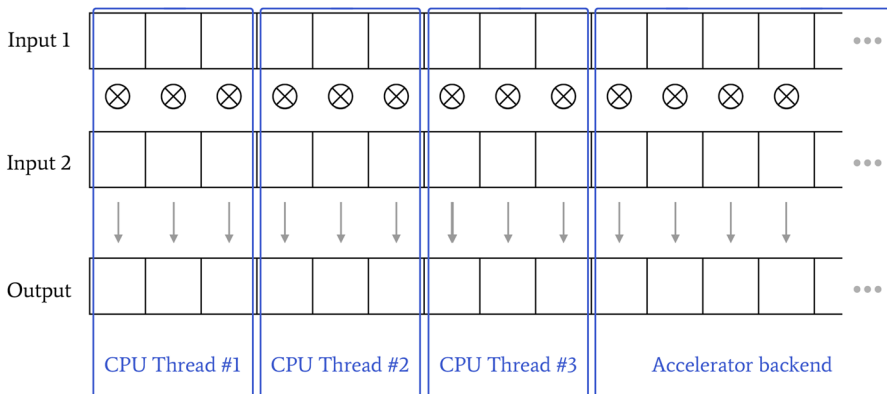 Input 1
Input 2
Output
CPU Thread #1
CPU Thread #2
CPU Thread #3
Accelerator backend